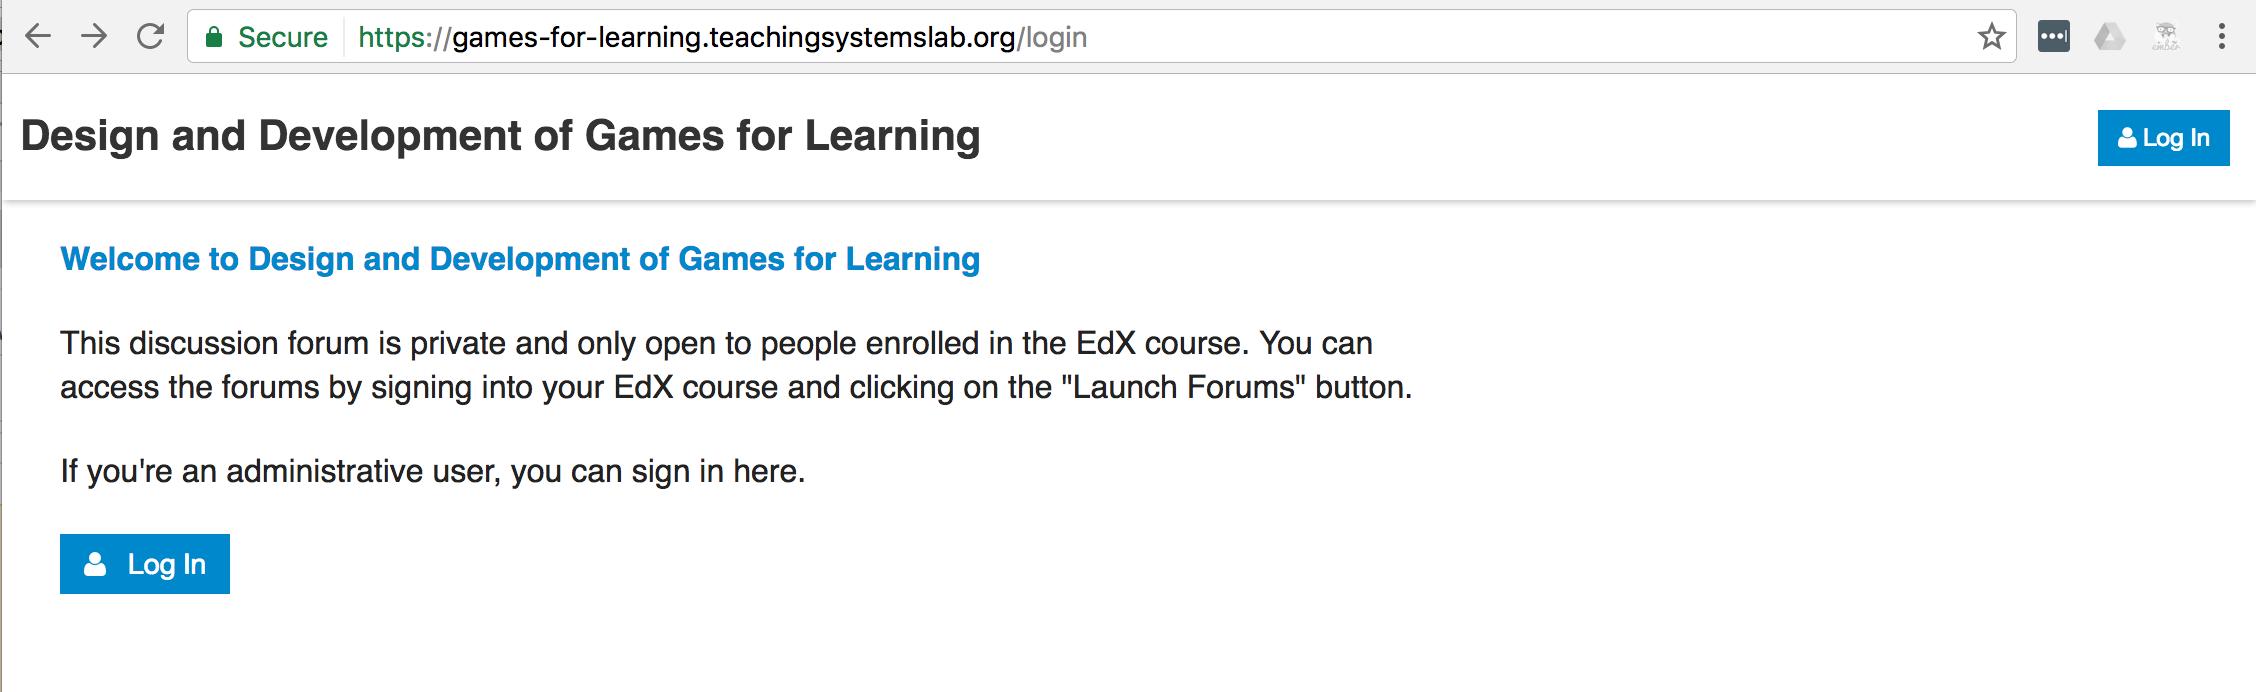 Secure https://games-for-learning.teachingsystemslab.org/login
ember
Design and Development of Games for Learning
Log In
Welcome to Design and Development of Games for Learning
This discussion forum is private and only open to people enrolled in the EdX course. You can
access the forums by signing into your EdX course and clicking on the "Launch Forums" button.
If you're an administrative user, you can sign in here.
Log In